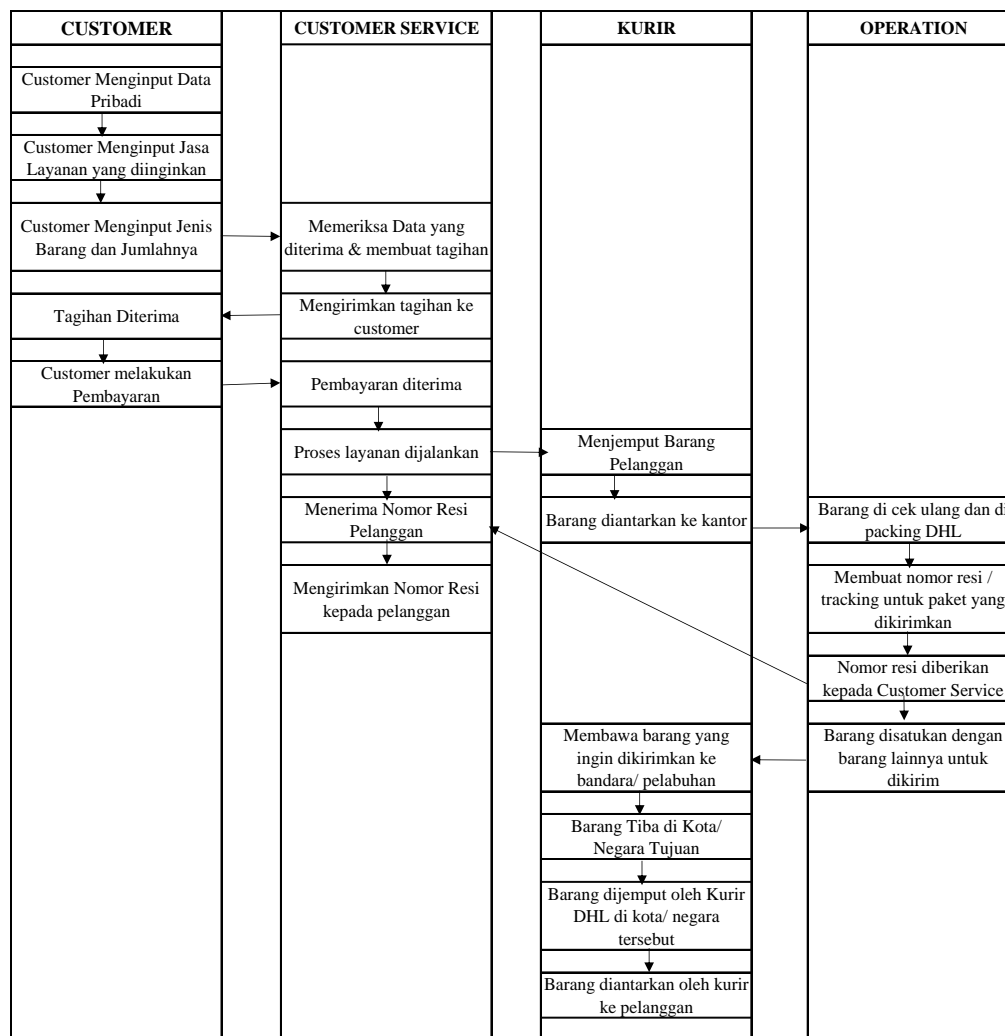 CUSTOMER
CUSTOMER SERVICE
KURIR
OPERATION
Customer Menginput Data
Pribadi
Customer Menginput Jasa
Layanan yang diinginkan
Customer Menginput Jenis
Barang dan Jumlahnya
Memeriksa Data yang
diterima & membuat tagihan
Tagihan Diterima
Mengirimkan tagihan ke
customer
Customer melakukan
Pembayaran
Pembayaran diterima
Proses layanan dijalankan
Menjemput Barang
Pelanggan
Menerima Nomor Resi
Pelanggan
Barang diantarkan ke kantor
Barang di cek ulang dan di
packing DHL
Mengirimkan Nomor Resi
kepada pelanggan
Membuat nomor resi /
tracking untuk paket yang
dikirimkan
Nomor resi diberikan
kepada Customer Service
Membawa barang yang
ingin dikirimkan ke
bandara/ pelabuhan
Barang disatukan dengan
barang lainnya untuk
dikirim
Barang Tiba di Kota/
Negara Tujuan
Barang dijemput oleh Kurir
DHL di kota/ negara
tersebut
Barang diantarkan oleh kurir
ke pelanggan